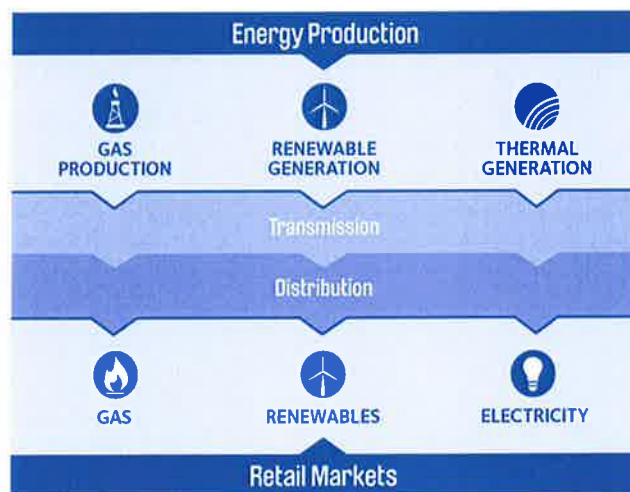 Energy Production
GAS
PRODUCTION
RENEWABLE
GENERATION
THERMAL
GENERATION
Transmission
Distribution
GAS
RENEWABLES
ELECTRICITY
Retail Markets